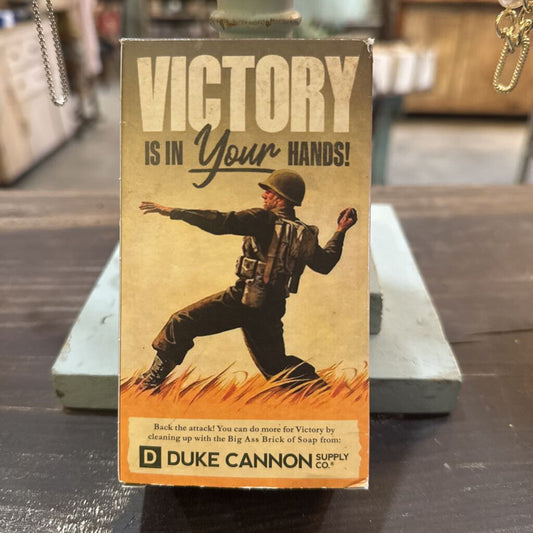 VICTORY
IS IN Your HANDS!
Back the attack! You can do more for Victory by
cleaning up with the Big Ass Brick of Soap from:
D DUKE CANNON SUPPLY CO.®